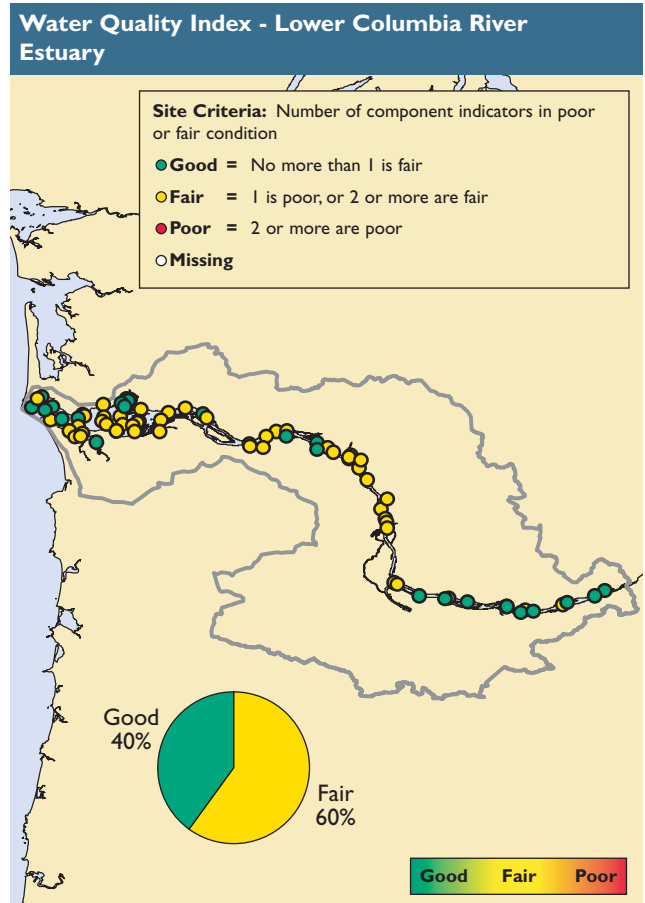 Water Quality Index - Lower Columbia River
Estuary
Site Criteria: Number of component indicators in poor
or fair condition
Good = No more than 1 is fair
Fair = 1 is poor, or 2 or more are fair
Poor = 2 or more are poor
Missing
Good
40%
Fair
60%
Good Fair Poor